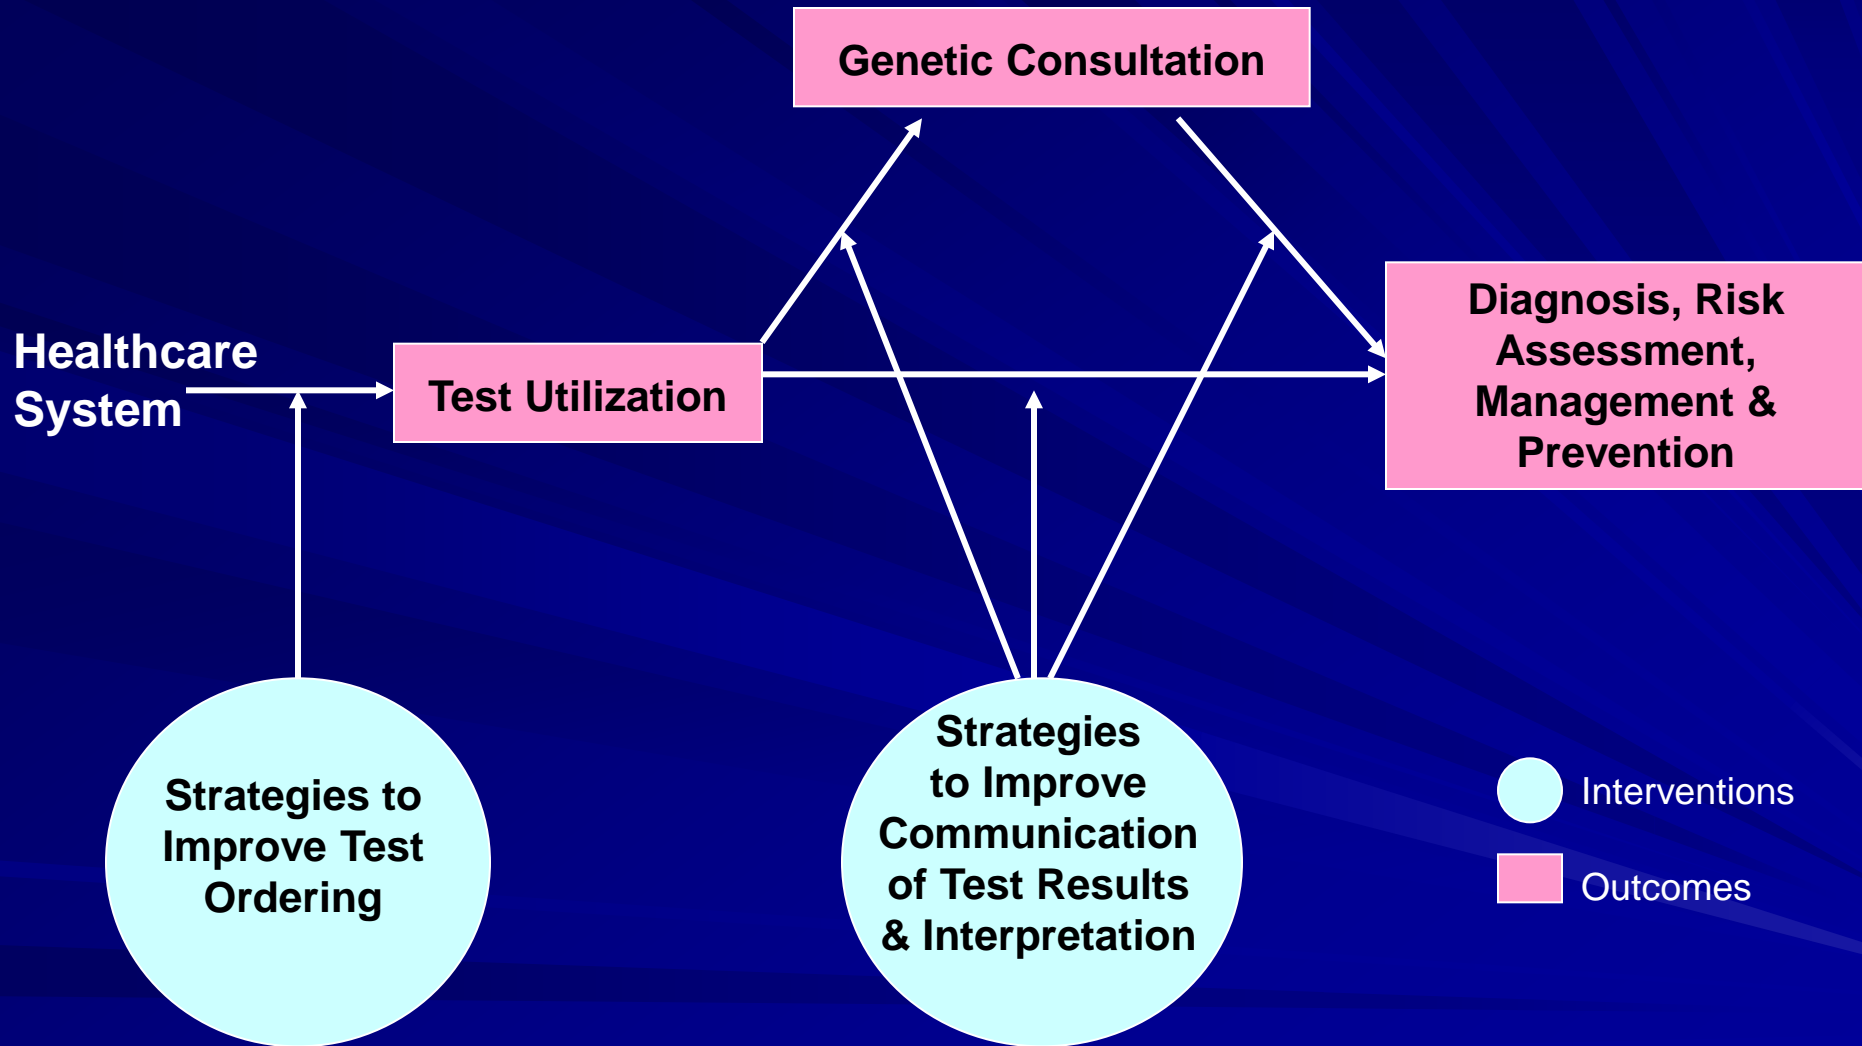 Genetic Consultation
Healthcare
System
Test Utilization
Diagnosis, Risk
Assessment,
Management &
Prevention
Strategies to
Improve Test
Ordering
Strategies
to Improve
Communication
of Test Results
& Interpretation
Interventions
Outcomes